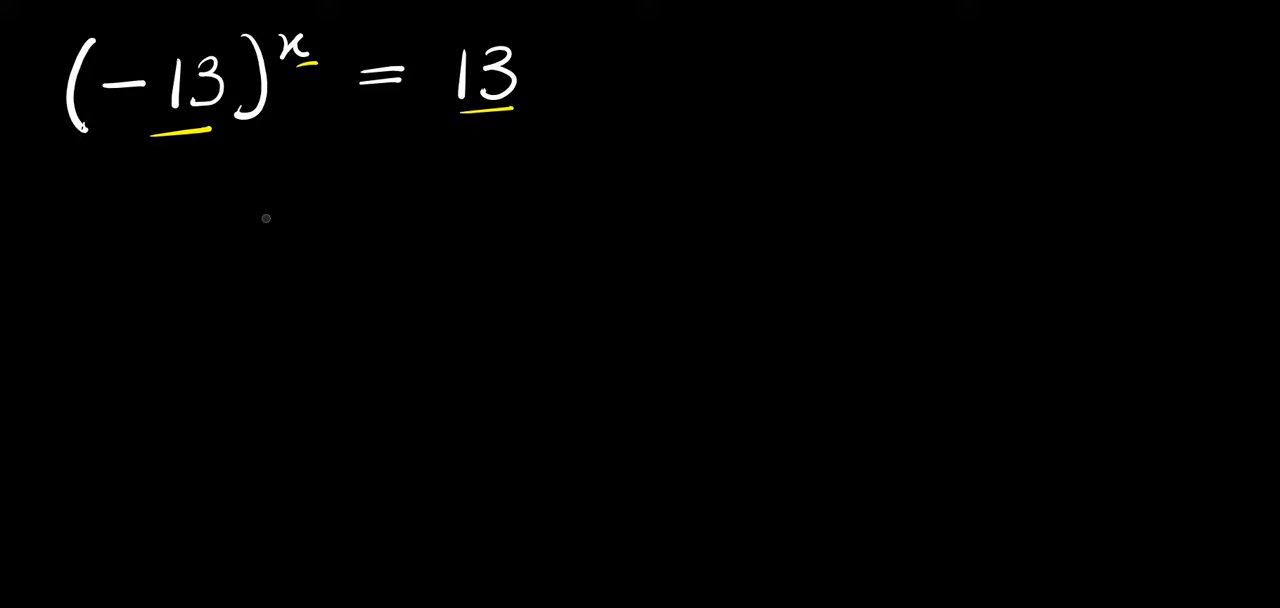 (-13)^x = 13